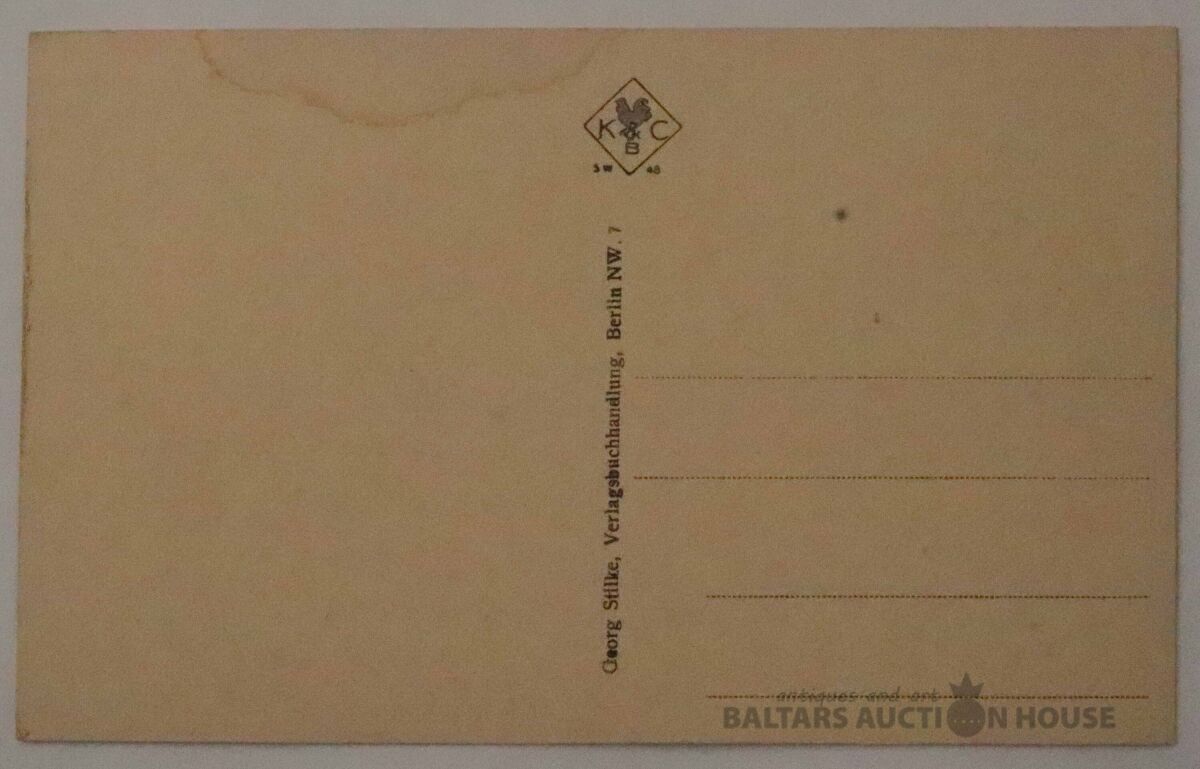 K C
SW 48
Georg Stilke, Verlagsbuchhandlung, Berlin NW. 7
antiques and art
BALTARS AUCTION HOUSE